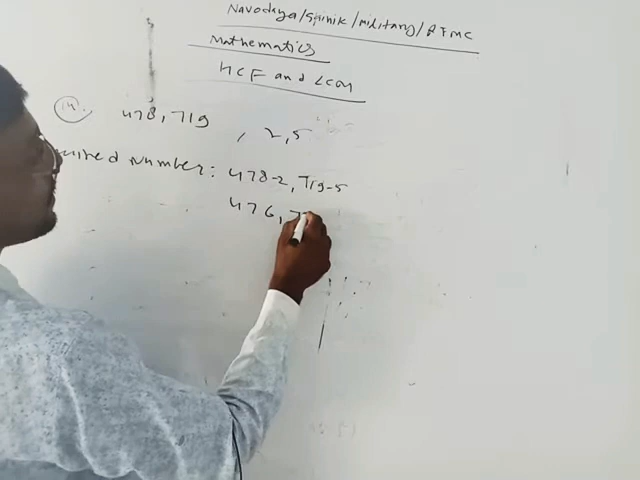 Navodaya/Sainik/military/RIMC
Mathematics
HCF and LCM
14. 478, 719 , 2, 5
uired Number: 478-2, 719-5
476, 7